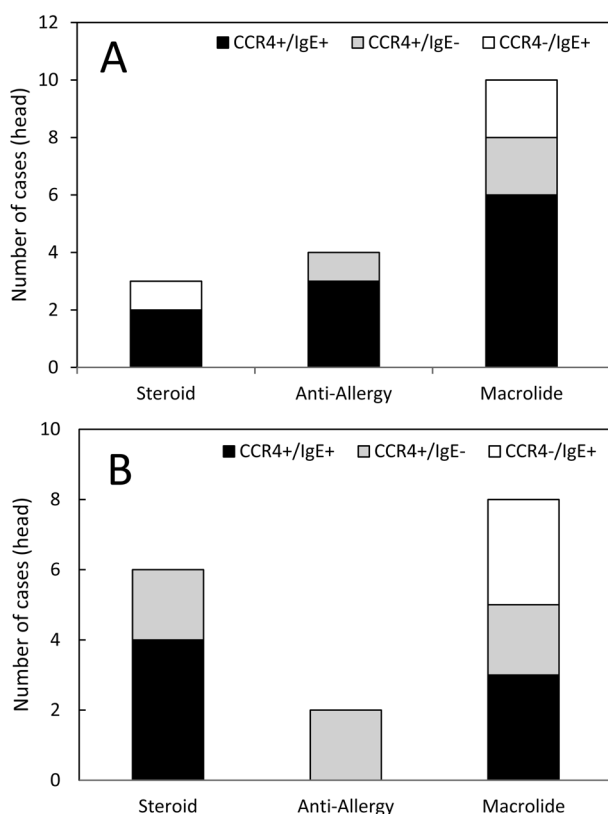 12
CCR4+/IgE+ CCR4+/IgE- CCR4-/IgE+
A
10
8
6
4
2
0
Number of cases (head)
Steroid Anti-Allergy Macrolide
10
CCR4+/IgE+ CCR4+/IgE- CCR4-/IgE+
B
8
6
4
2
0
Number of cases (head)
Steroid Anti-Allergy Macrolide